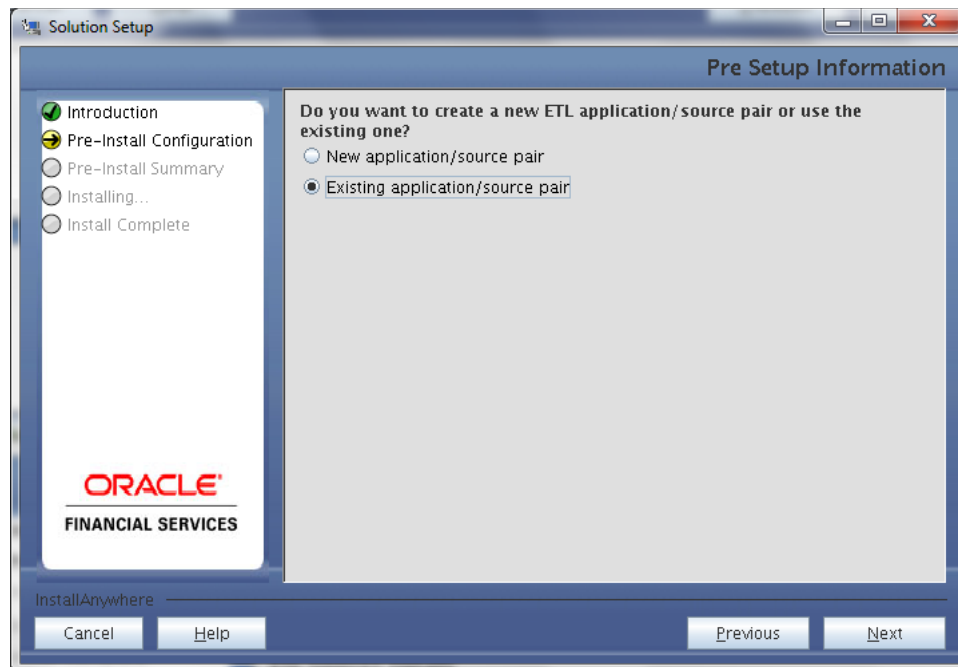 Solution Setup
Pre Setup Information
Introduction
Pre-Install Configuration
Pre-Install Summary
Installing...
Install Complete
Do you want to create a new ETL application/source pair or use the
existing one?
New application/source pair
Existing application/source pair
ORACLE'
FINANCIAL SERVICES
InstallAnywhere
Cancel
Help
Previous
Next